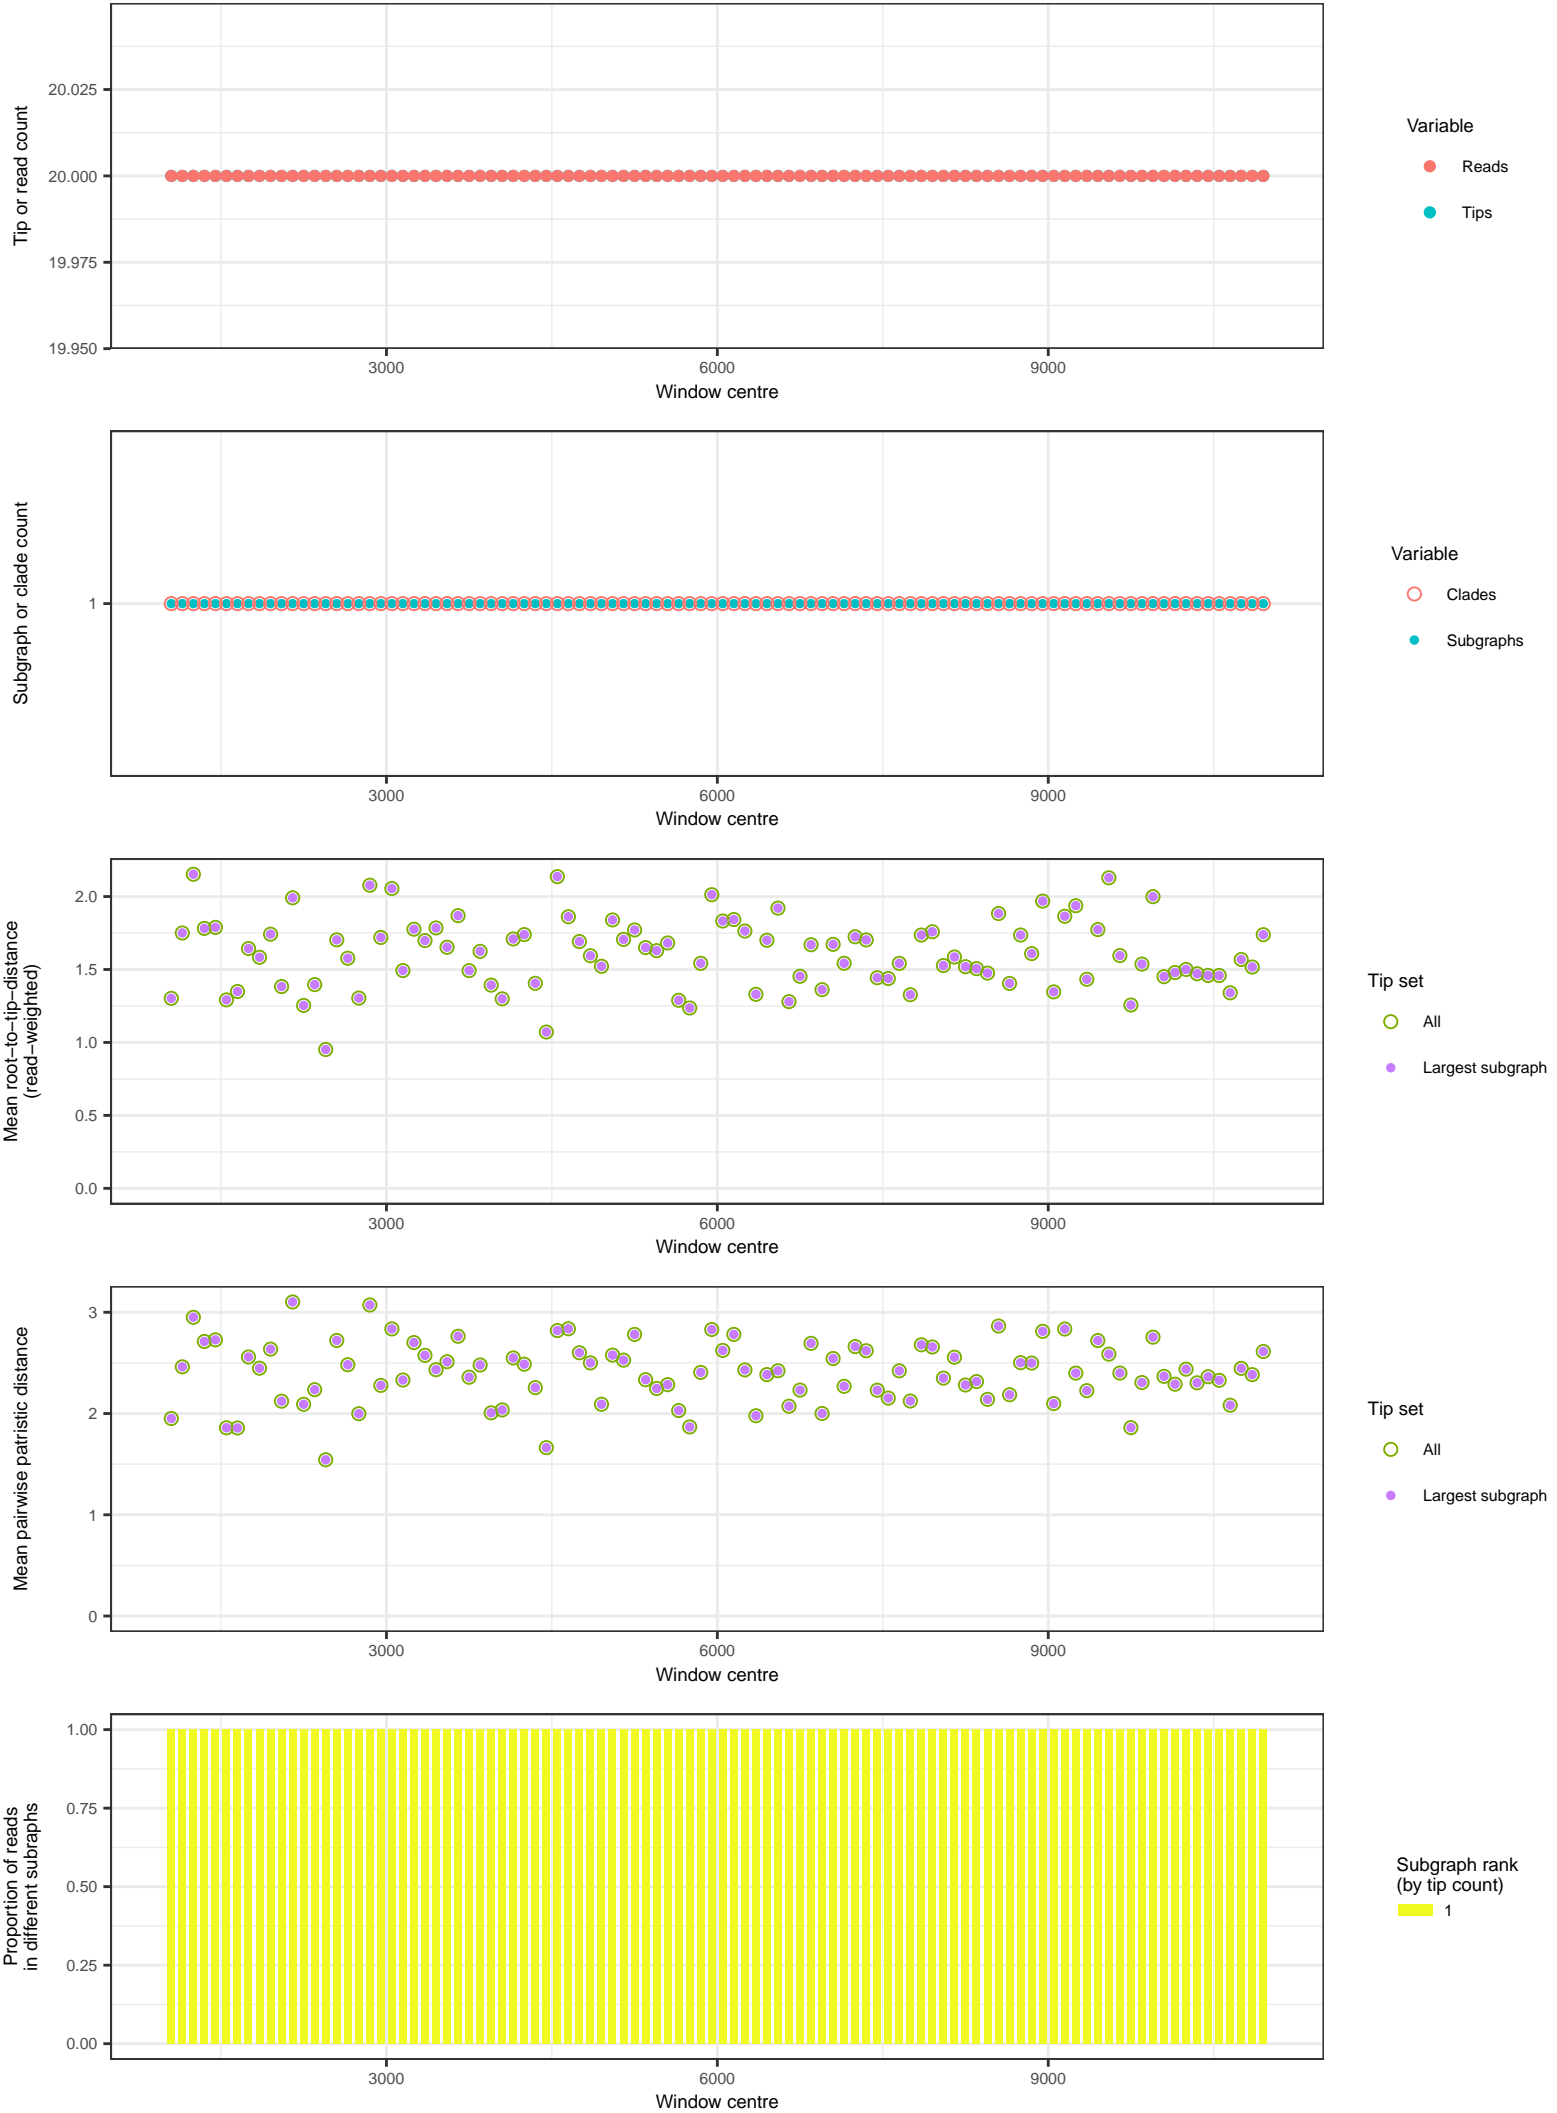 Tip or read count
20.025
20.000
19.975
19.950
3000
6000
9000
Window centre
Variable
Reads
Tips
Subgraph or clade count
1
3000
6000
9000
Window centre
Variable
Clades
Subgraphs
Mean root−to−tip−distance
(read−weighted)
2.0
1.5
1.0
0.5
0.0
3000
6000
9000
Window centre
Tip set
All
Largest subgraph
Mean pairwise patristic distance
3
2
1
0
3000
6000
9000
Window centre
Tip set
All
Largest subgraph
Proportion of reads
in different subraphs
1.00
0.75
0.50
0.25
0.00
3000
6000
9000
Window centre
Subgraph rank
(by tip count)
1